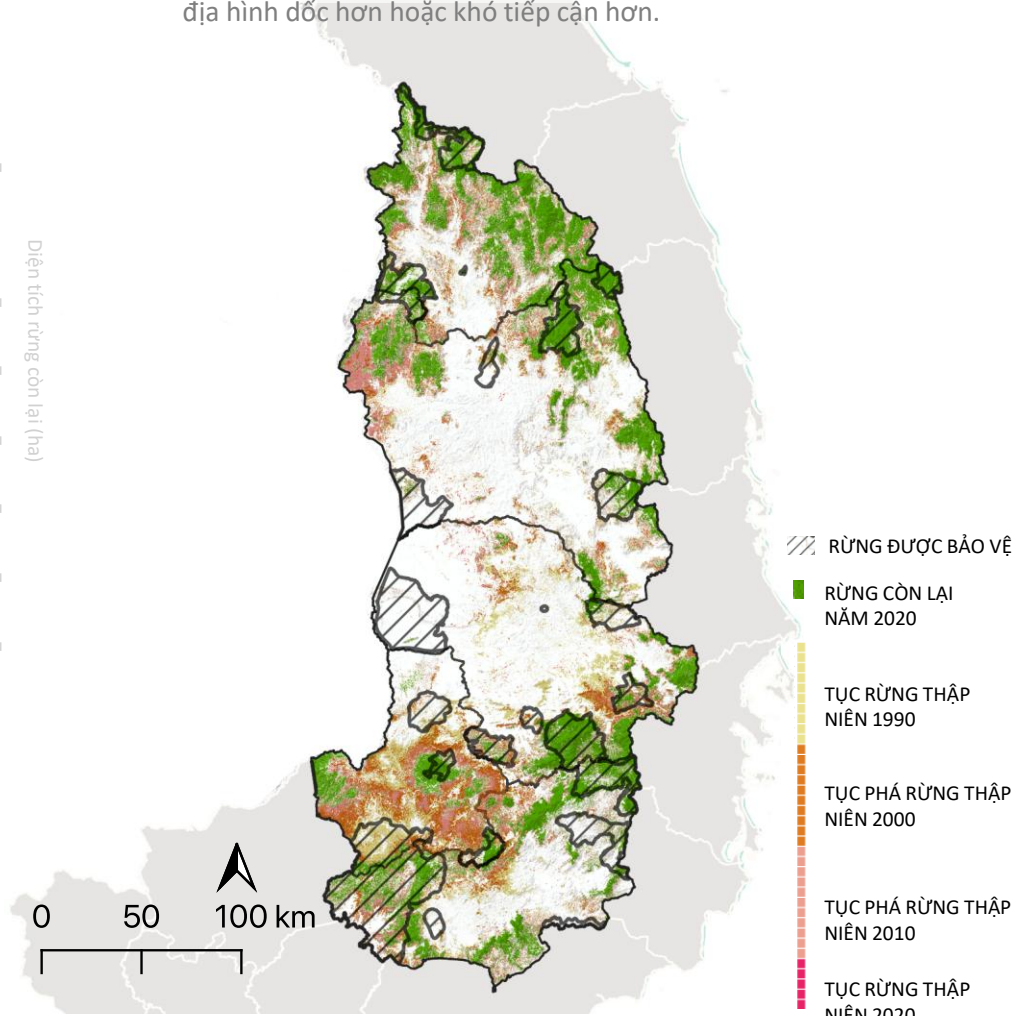 địa hình dốc hơn hoặc khó tiếp cận hơn.
Diện tích rừng còn lại (ha)
RỪNG ĐƯỢC BẢO VỆ
RỪNG CÒN LẠI
NĂM 2020
TỤC RỪNG THẬP
NIÊN 1990
TỤC PHÁ RỪNG THẬP
NIÊN 2000
TỤC PHÁ RỪNG THẬP
NIÊN 2010
TỤC RỪNG THẬP
NIÊN 2020
0 50 100 km